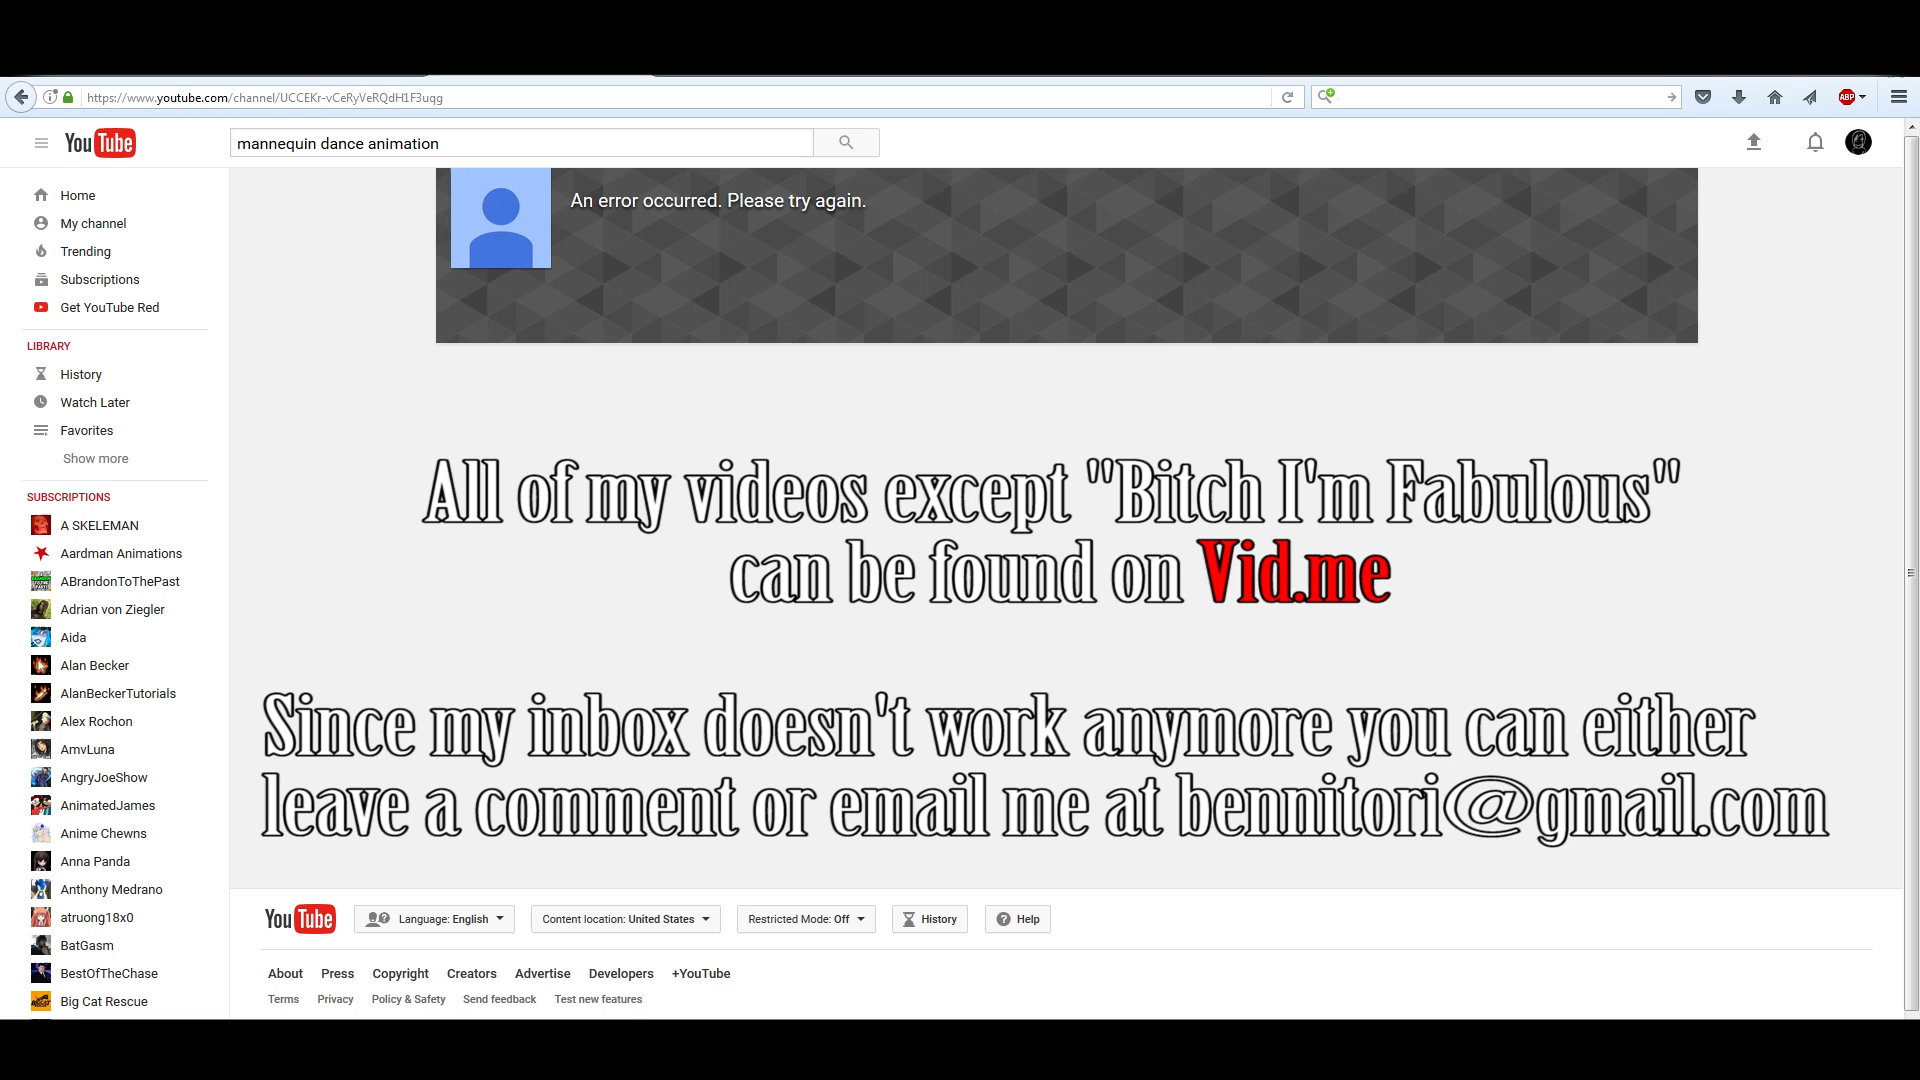 https://www.youtube.com/channel/UCCEKr-vCeRyVeRQdH1F3uqg
ABP
YouTube
mannequin dance animation
Home
My channel
Trending
Subscriptions
Get YouTube Red
LIBRARY
History
Watch Later
Favorites
Show more
SUBSCRIPTIONS
A SKELEMAN
Aardman Animations
ABrandonToThePast
Adrian von Ziegler
Aida
Alan Becker
AlanBeckerTutorials
Alex Rochon
AmvLuna
AngryJoeShow
AnimatedJames
Anime Chewns
Anna Panda
Anthony Medrano
atruong18x0
BatGasm
BestOfTheChase
Big Cat Rescue
An error occurred. Please try again.
All of my videos except "Bitch I'm Fabulous"
can be found on Vid.me
Since my inbox doesn't work anymore you can either
leave a comment or email me at bennitori@gmail.com
YouTube Language: English Content location: United States Restricted Mode: Off History Help
About Press Copyright Creators Advertise Developers +YouTube
Terms Privacy Policy & Safety Send feedback Test new features